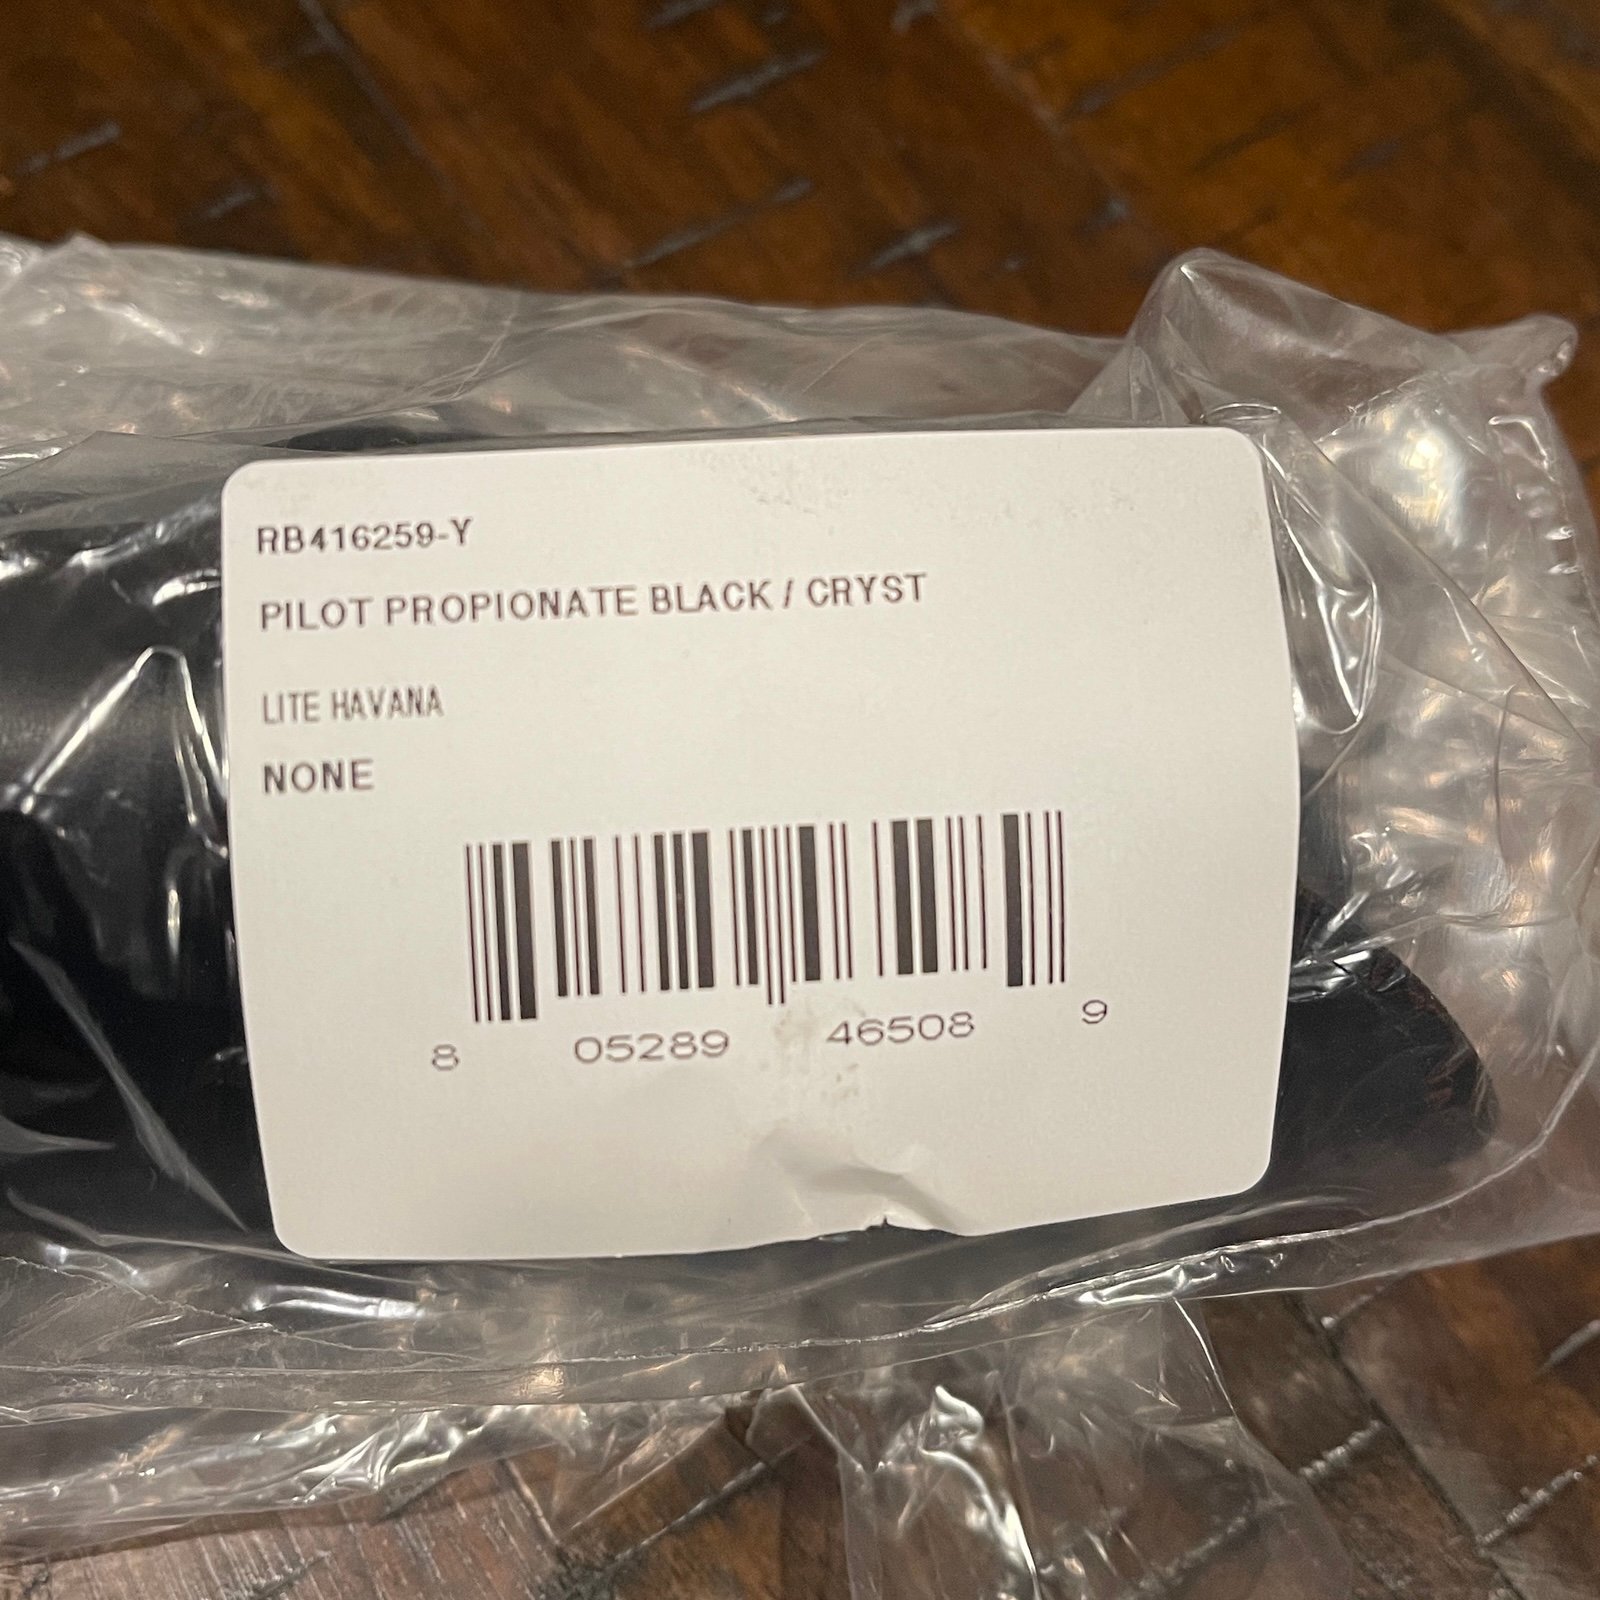 RB416259-Y
PILOT PROPIONATE BLACK / CRYST
LITE HAVANA
NONE
8 05289 46508 9